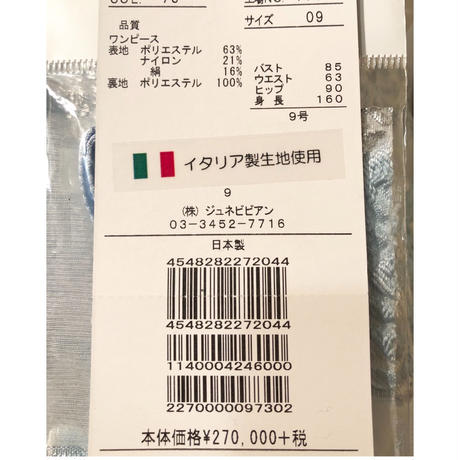 サイズ 09
品質
ワンピース
表地 ポリエステル 63%
ナイロン 21%
絹 16%
裏地 ポリエステル 100%
バスト 85
ウエスト 63
ヒップ 90
身長 160
9号
イタリア製生地使用
9
(株) ジュネビビアン
03-3452-7716
日本製
4548282272044
4548282272044
1140004246000
2270000097302
本体価格¥270,000+税